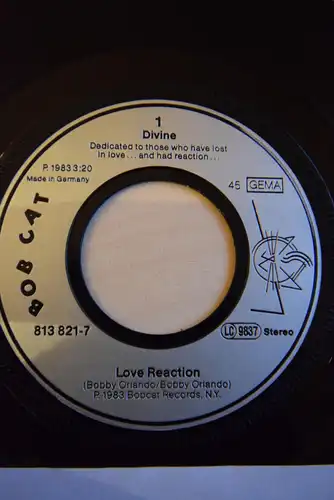 1
Divine
Dedicated to those who have lost
in love... and had reaction...
P. 1983 3:20
Made in Germany
45 GEMA
BOB CAT
813 821-7
LC 9837 Stereo
Love Reaction
(Bobby Orlando/Bobby Orlando)
P. 1983 Bobcat Records, N.Y.